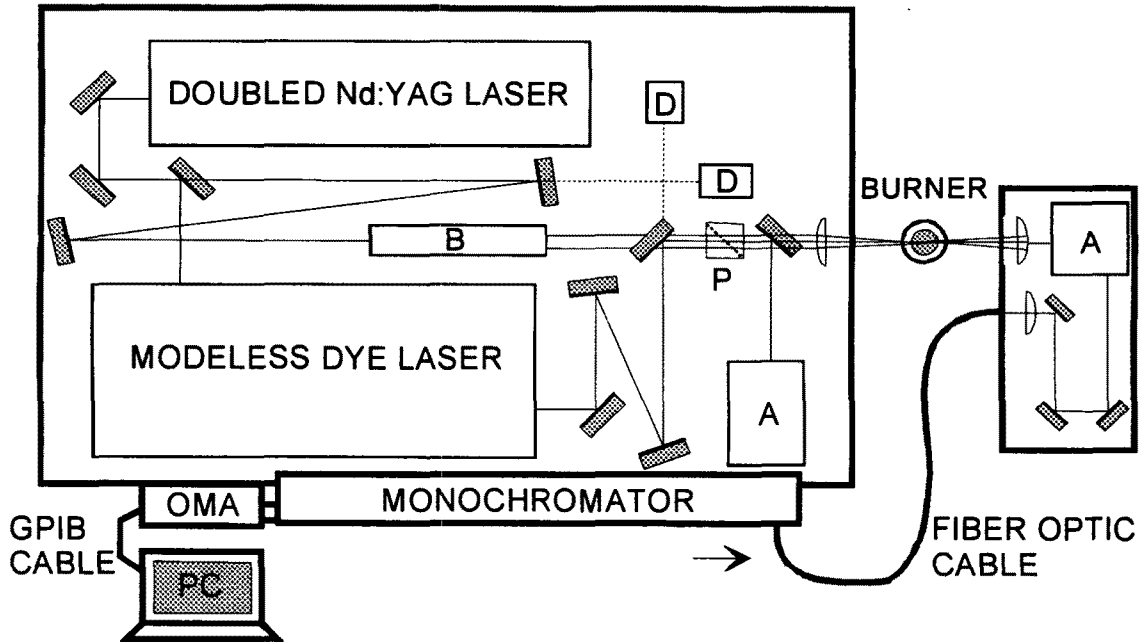 DOUBLED Nd:YAG LASER
D
D
BURNER
B
A
P
MODELESS DYE LASER
A
OMA
MONOCHROMATOR
GPIB
CABLE
FIBER OPTIC
CABLE
PC